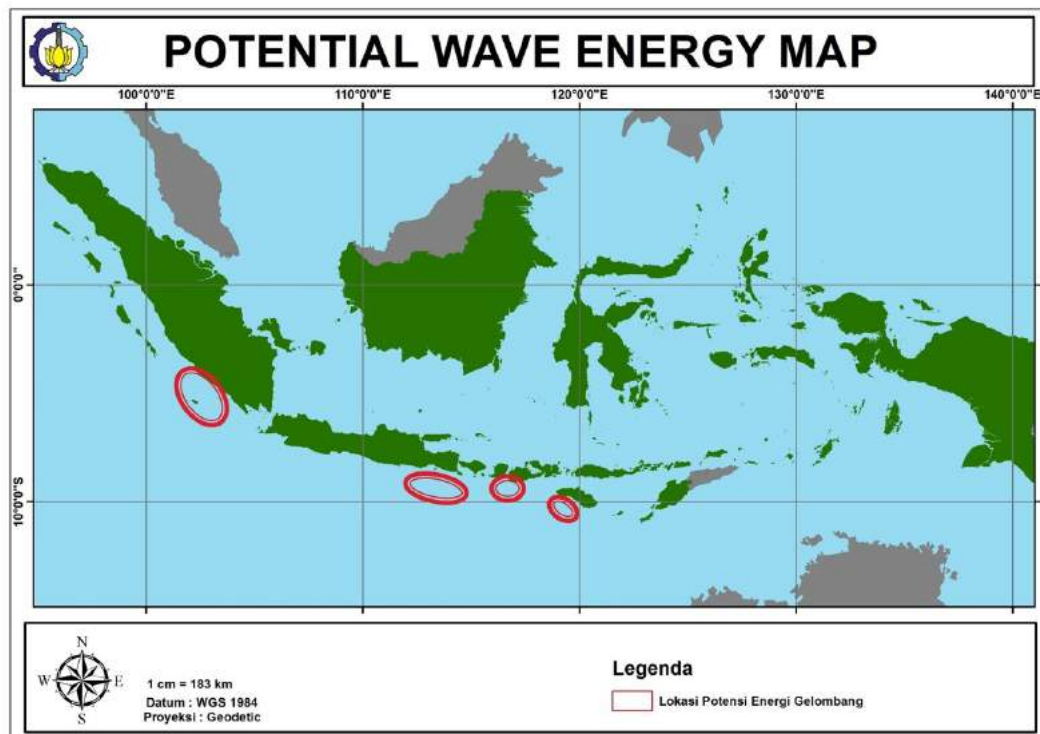 POTENTIAL WAVE ENERGY MAP
100°0'0"E 110°0'0"E 120°0'0"E 130°0'0"E 140°0'0"E
0°0'0"
10°0'0"S
N
W E
S
1 cm = 183 km
Datum : WGS 1984
Proyeksi : Geodetic
Legenda
Lokasi Potensi Energi Gelombang